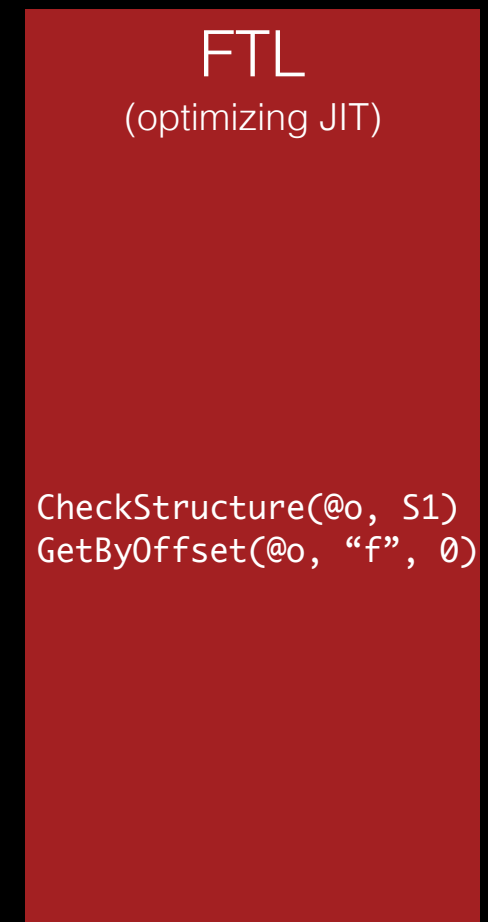 FTL
(optimizing JIT)
CheckStructure(@o, S1)
GetByOffset(@o, “f”, 0)